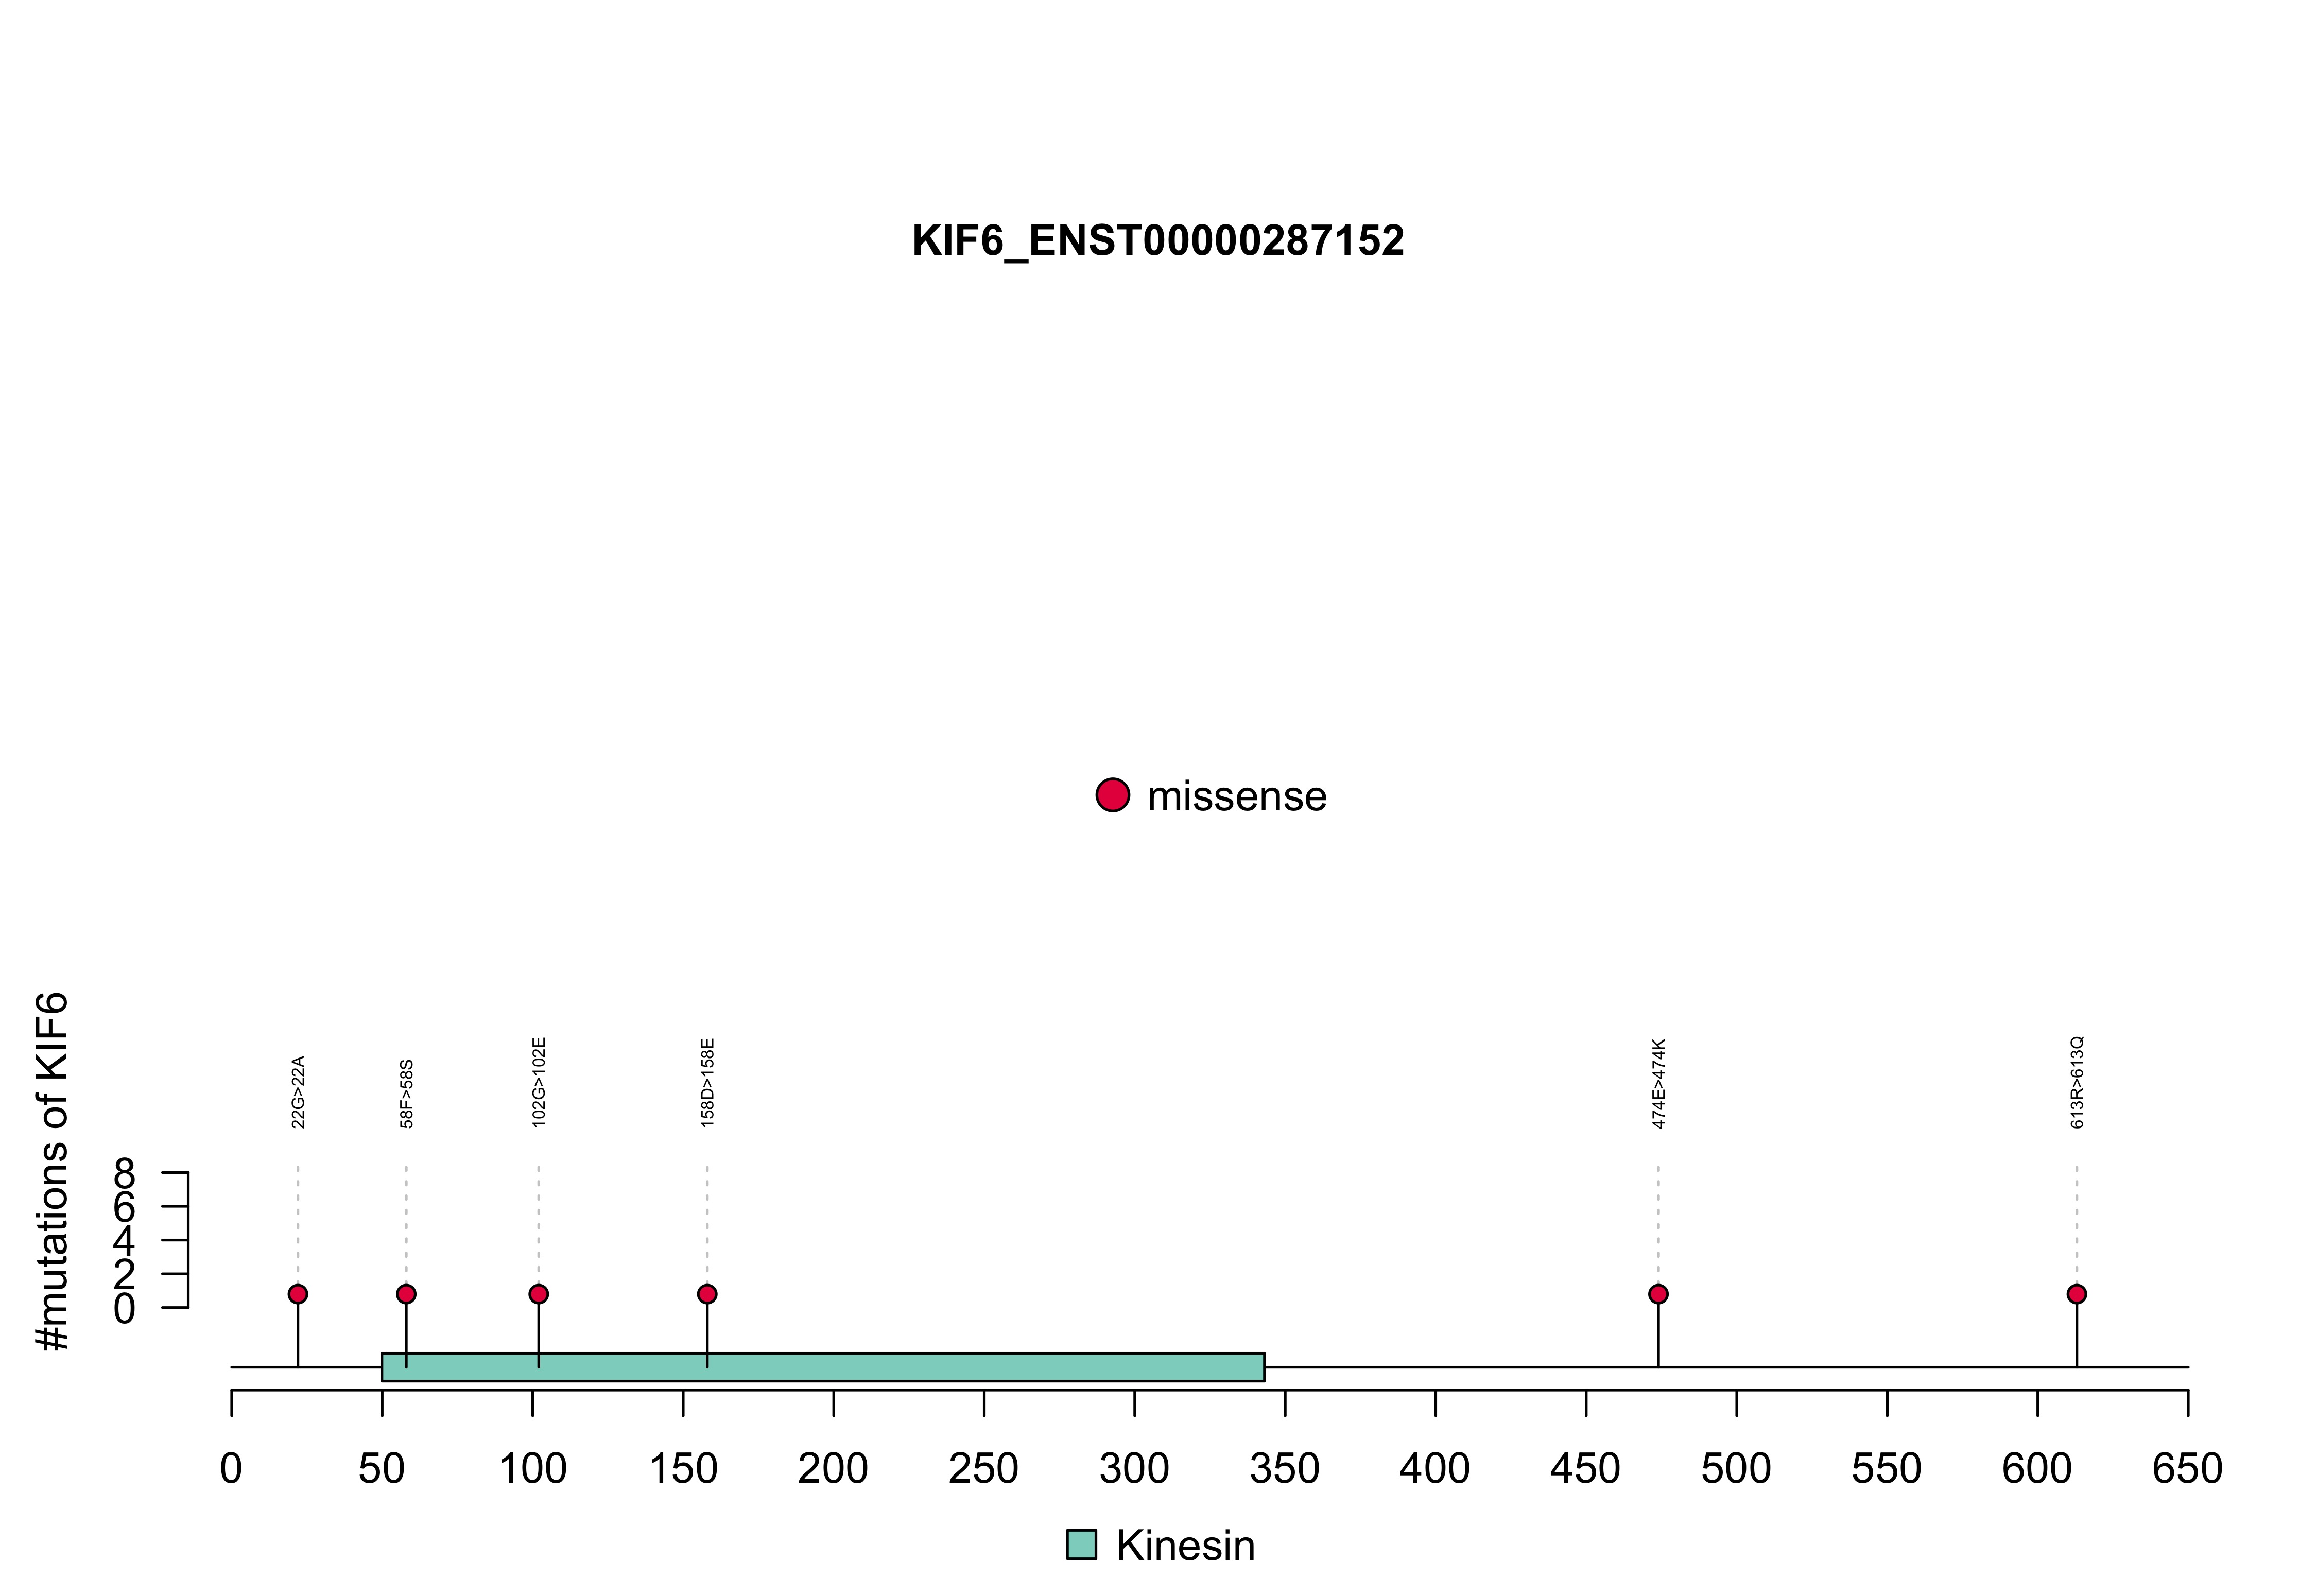 KIF6_ENST00000287152
missense
#mutations of KIF6
22G>22A
58F>58S
102G>102E
158D>158E
474E>474K
613R>613Q
8
6
4
2
0
0 50 100 150 200 250 300 350 400 450 500 550 600 650
Kinesin